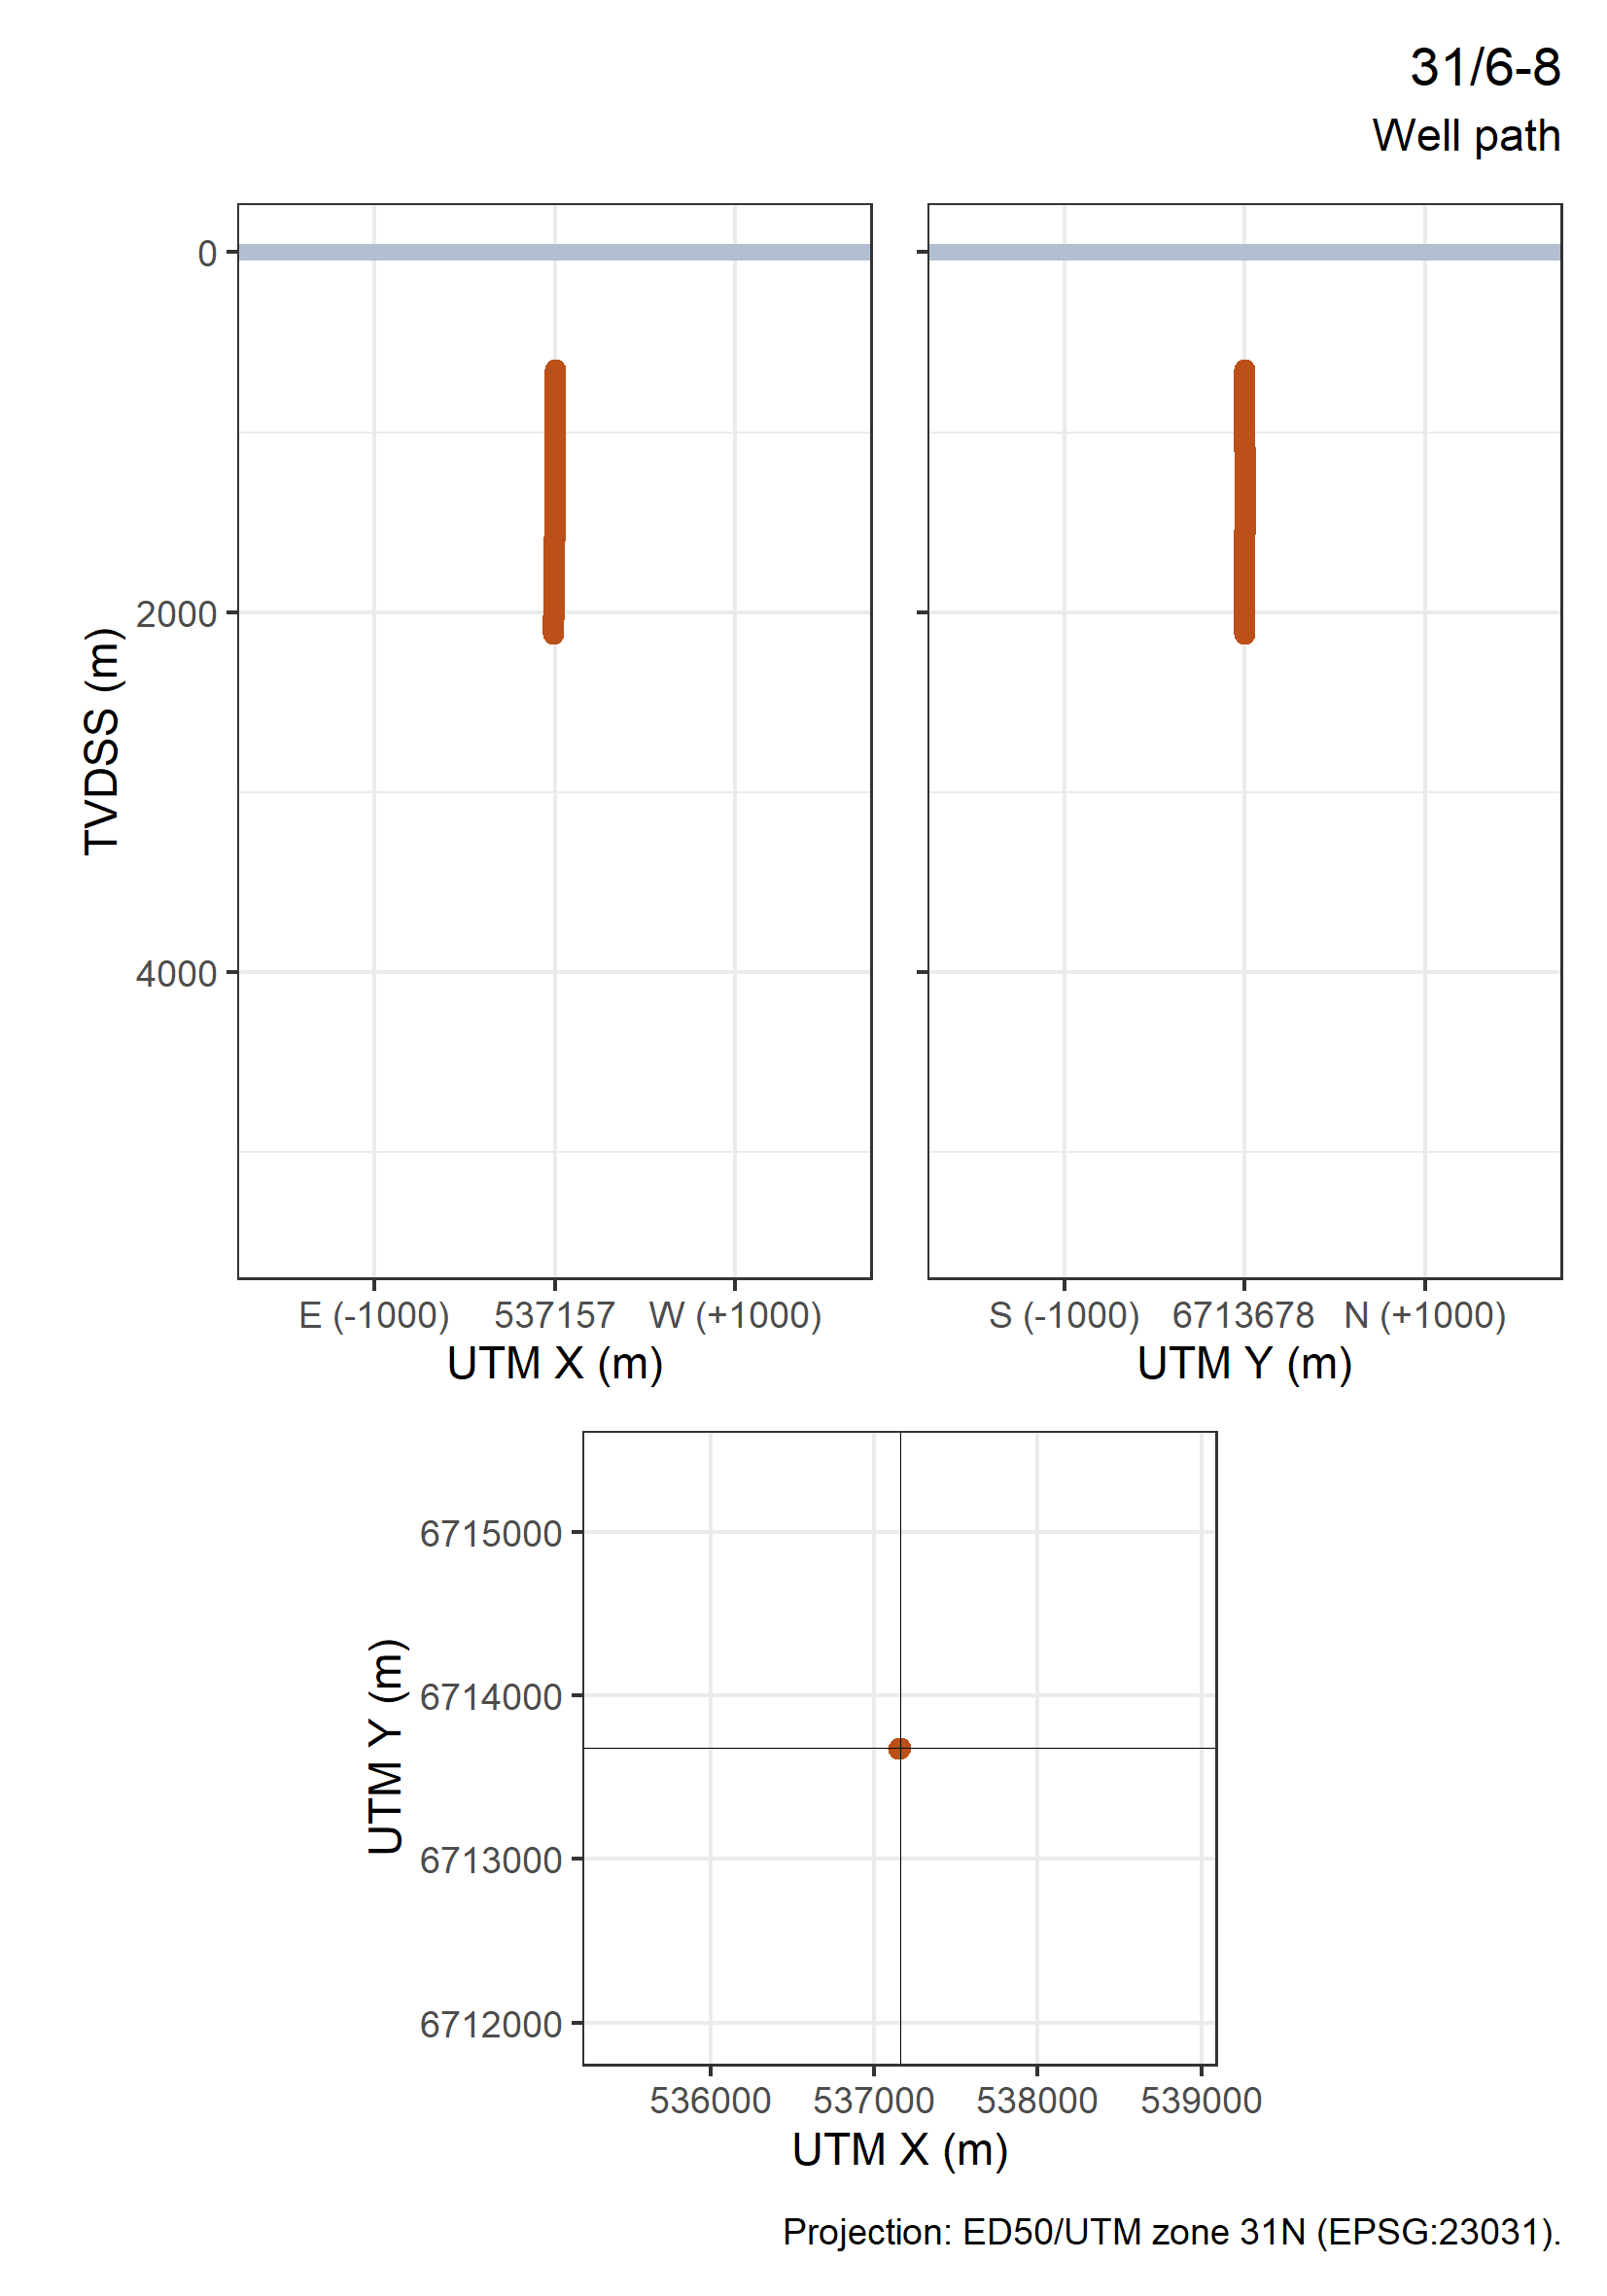 31/6-8
Well path
TVDSS (m)
0
2000
4000
E (-1000) 537157 W (+1000)
UTM X (m)
S (-1000) 6713678 N (+1000)
UTM Y (m)
UTM Y (m)
6715000
6714000
6713000
6712000
536000 537000 538000 539000
UTM X (m)
Projection: ED50/UTM zone 31N (EPSG:23031).